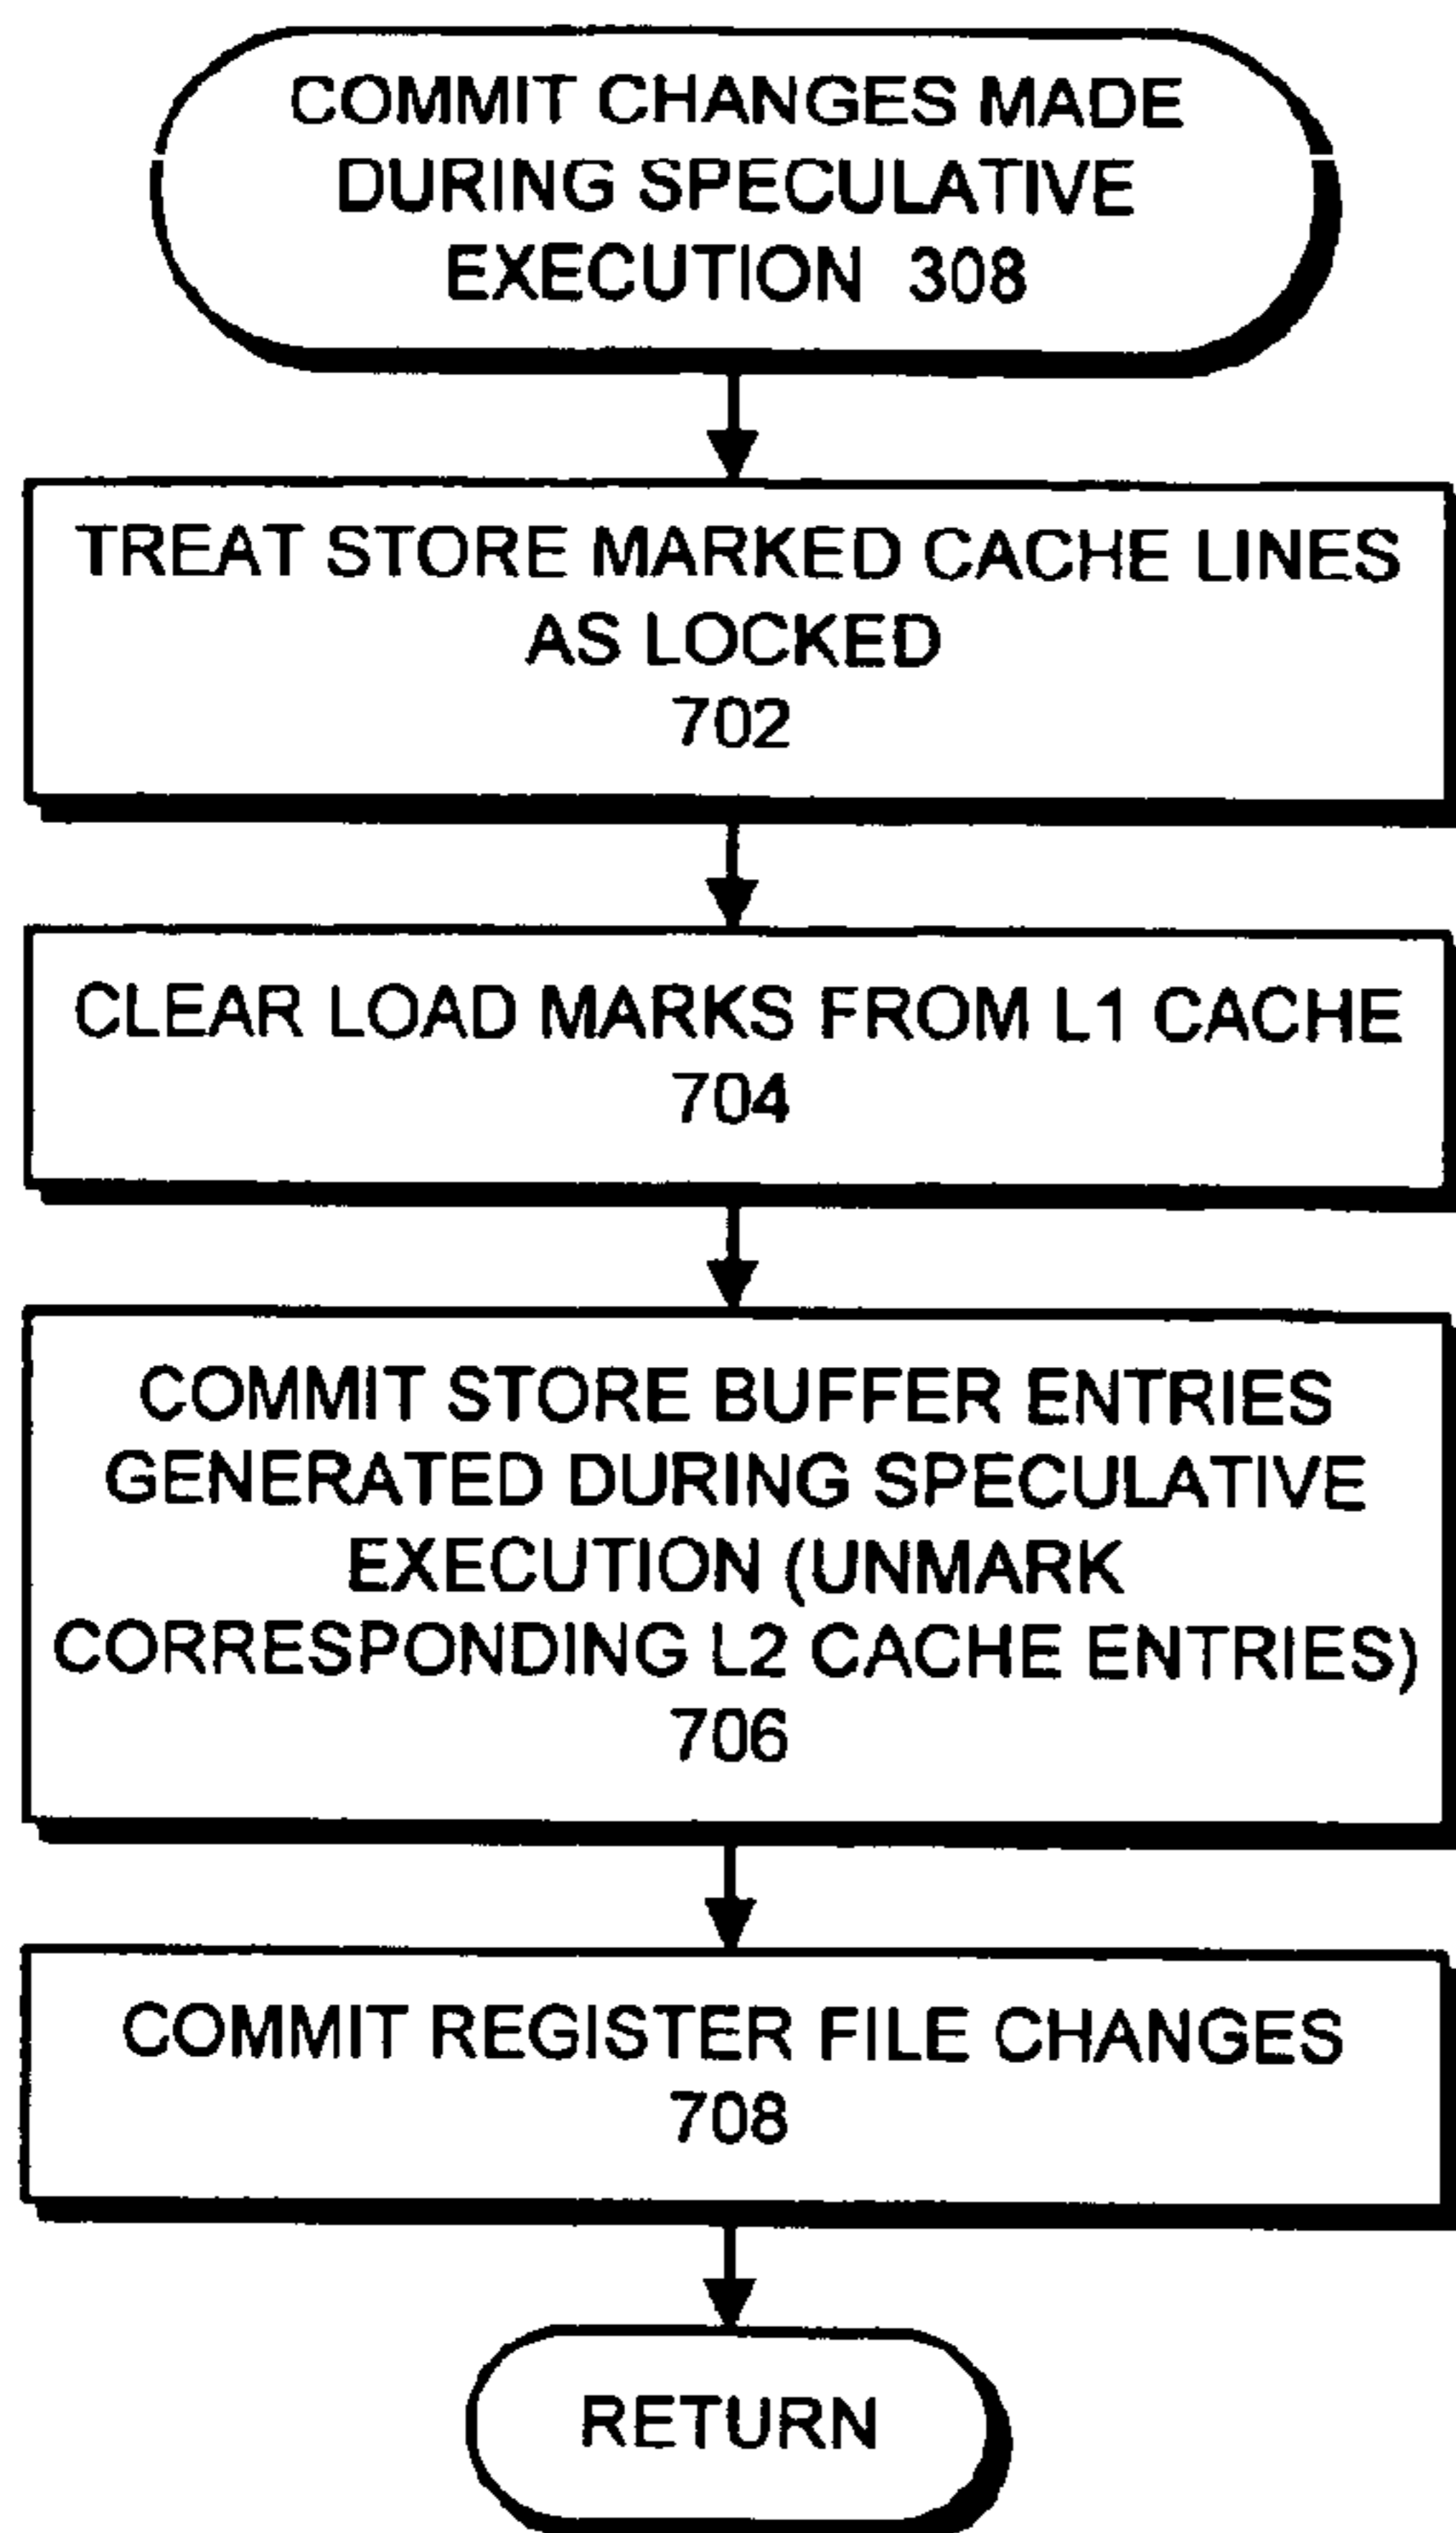 COMMIT CHANGES MADE
DURING SPECULATIVE
EXECUTION 308
TREAT STORE MARKED CACHE LINES
AS LOCKED
702
CLEAR LOAD MARKS FROM L1 CACHE
704
COMMIT STORE BUFFER ENTRIES
GENERATED DURING SPECULATIVE
EXECUTION (UNMARK
CORRESPONDING L2 CACHE ENTRIES)
706
COMMIT REGISTER FILE CHANGES
708
RETURN